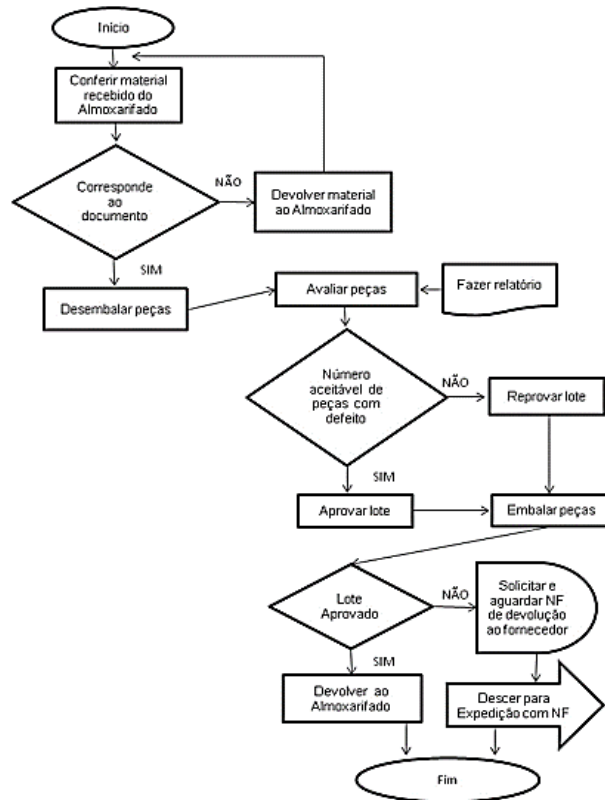 Início
Conferir material
recebido do
Almoxarifado
Corresponde
ao
documento
NÃO
Devolver material
ao Almoxarifado
SIM
Desembalar peças
Avaliar peças
Fazer relatório
Número
aceitável de
peças com
defeito
NÃO
Reprovar lote
SIM
Aprovar lote
Embalar peças
Lote
Aprovado
NÃO
Solicitar e
aguardar NF
de devolução
ao fornecedor
SIM
Devolver ao
Almoxarifado
Descer para
Expedição com NF
Fim